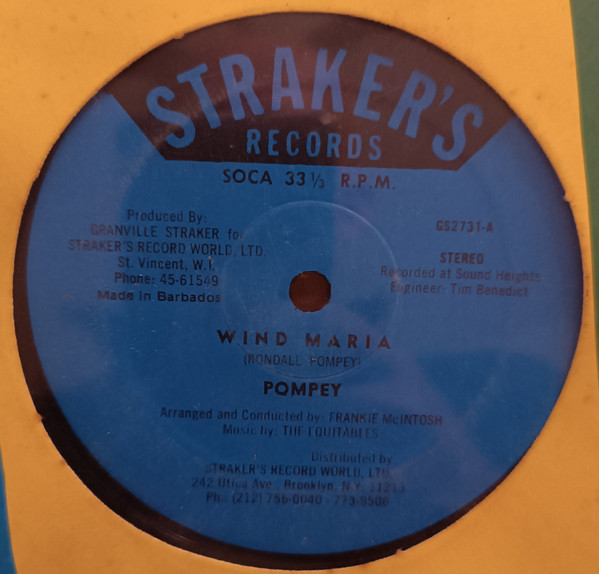 STRAKER'S
RECORDS
SOCA 33⅓ R.P.M.
Produced By:
GRANVILLE STRAKER for
STRAKER'S RECORD WORLD, LTD.
St. Vincent, W.I.
Phone: 45-61549
Made in Barbados
GS2731-A
STEREO
Recorded at Sound Heights
Engineer: Tim Benedict
WIND MARIA
(RONDALL POMPEY)
POMPEY
Arranged and Conducted by: FRANKIE McINTOSH
Music by: THE EQUITABLES
Distributed by
STRAKER'S RECORD WORLD, LTD.
242 Utica Ave., Brooklyn, N.Y. 11213
Ph.: (212) 756-0040 - 773-9506